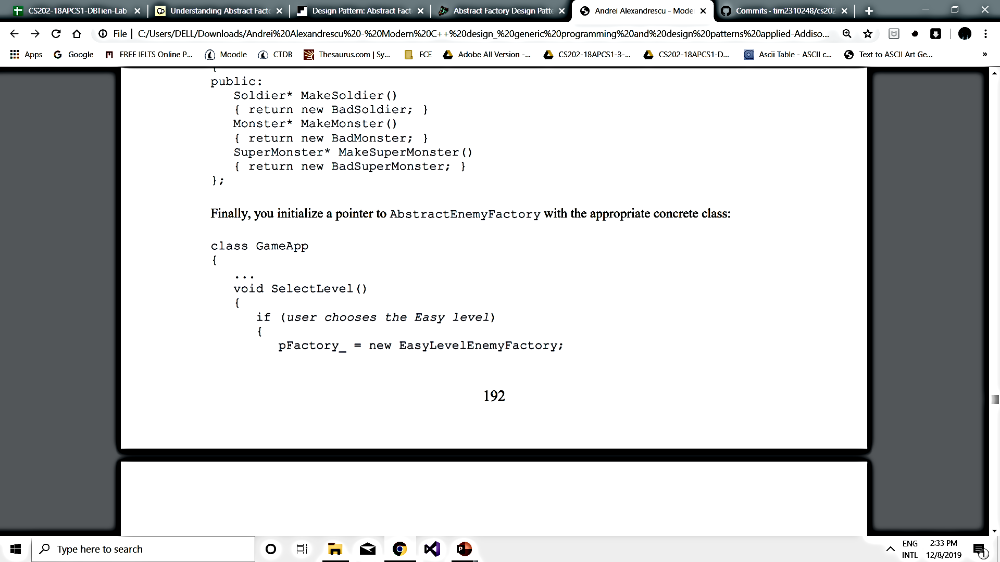 CS202-18APCS1-DBTien-Lab
Understanding Abstract Facto
Design Pattern: Abstract Fact
Abstract Factory Design Patte
Andrei Alexandrescu - Mode
Commits · tim2310248/cs202
File | C:/Users/DELL/Downloads/Andrei%20Alexandrescu%20-%20Modern%20C++%20design_%20generic%20programming%20and%20design%20patterns%20applied-Addiso...
Apps
Google
FREE IELTS Online P...
Moodle
CTDB
Thesaurus.com | Sy...
FCE
Adobe All Version -...
CS202-18APCS1-3-...
CS202-18APCS1-D...
Ascii Table - ASCII c...
Text to ASCII Art Ge...
»
public:
Soldier* MakeSoldier()
{ return new BadSoldier; }
Monster* MakeMonster()
{ return new BadMonster; }
SuperMonster* MakeSuperMonster()
{ return new BadSuperMonster; }
};
Finally, you initialize a pointer to AbstractEnemyFactory with the appropriate concrete class:
class GameApp
{
...
void SelectLevel()
{
if (user chooses the Easy level)
{
pFactory_ = new EasyLevelEnemyFactory;
192
Type here to search
ENG
INTL
2:33 PM
12/8/2019
1